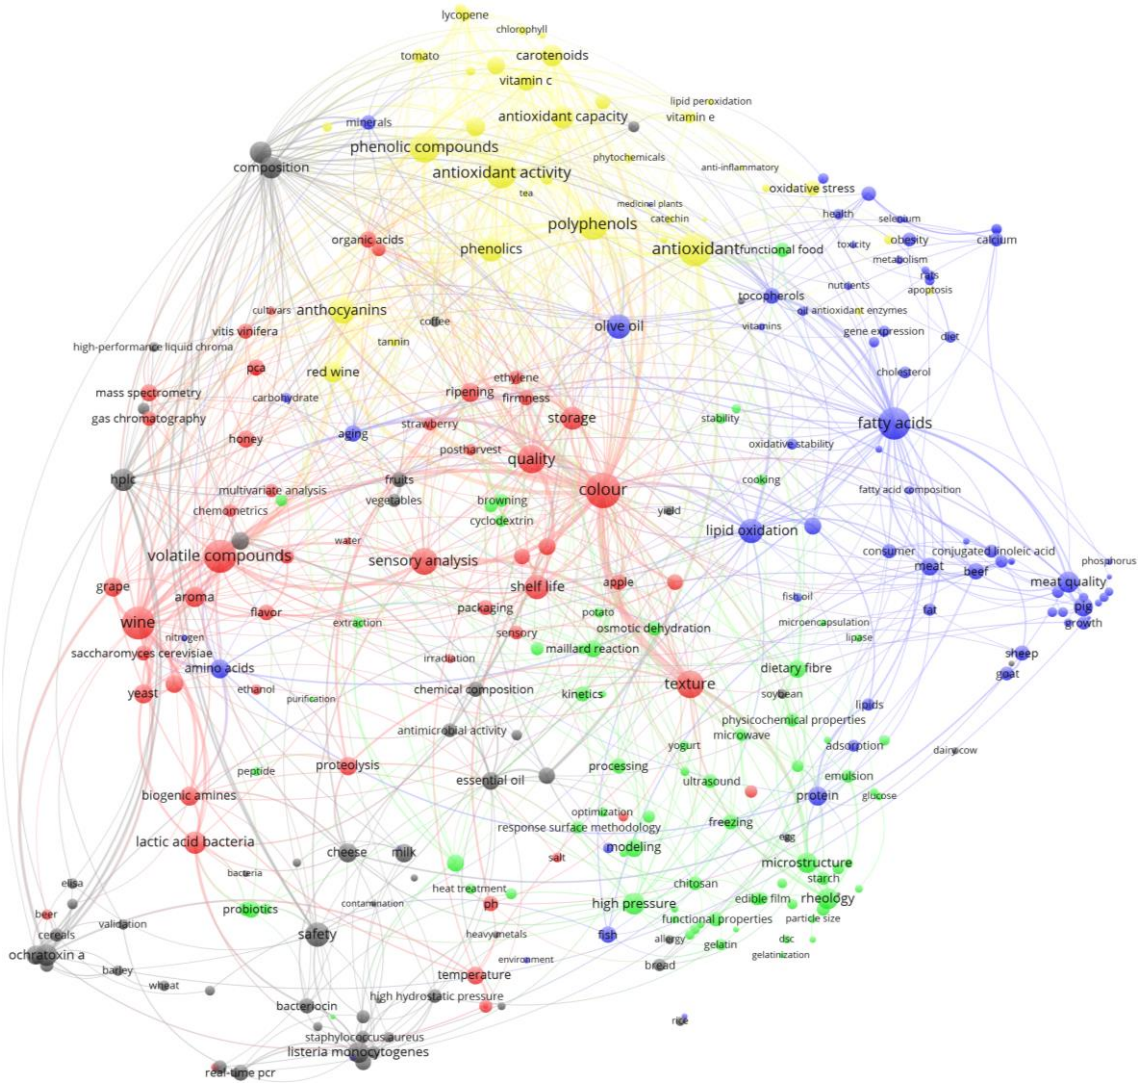 lycopene
chlorophyll
tomato
carotenoids
vitamin c
lipid peroxidation
minerals
antioxidant capacity
vitamin e
phenolic compounds
phytochemicals
composition
antioxidant activity
anti-inflammatory
tea
oxidative stress
medicinal plants
health
selenium
catechin
polyphenols
organic acids
phenolics
antioxidant
functional food
toxicity
obesity
calcium
metabolism
rats
nutrients
apoptosis
tocopherols
cultivars
anthocyanins
coffee
olive oil
vitamins
oil
antioxidant enzymes
vitis vinifera
gene expression
diet
high-performance liquid chroma
tannin
pca
red wine
cholesterol
ethylene
mass spectrometry
carbohydrate
ripening
firmness
gas chromatography
strawberry
storage
stability
fatty acids
honey
aging
postharvest
oxidative stability
quality
hplc
fruits
cooking
multivariate analysis
colour
fatty acid composition
vegetables
browning
chemometrics
cyclodextrin
yield
water
lipid oxidation
volatile compounds
sensory analysis
consumer
conjugated linoleic acid
phosphorus
meat
beef
grape
shelf life
apple
meat quality
aroma
fish oil
packaging
flavor
potato
fat
pig
wine
extraction
osmotic dehydration
microencapsulation
growth
nitrogen
sensory
lipase
saccharomyces cerevisiae
maillard reaction
sheep
amino acids
irradiation
dietary fibre
goat
yeast
ethanol
chemical composition
kinetics
texture
soybean
purification
lipids
physicochemical properties
antimicrobial activity
microwave
yogurt
adsorption
dairy cow
peptide
proteolysis
processing
essential oil
ultrasound
emulsion
biogenic amines
protein
glucose
optimization
freezing
response surface methodology
lactic acid bacteria
egg
cheese
milk
salt
modeling
microstructure
bacteria
starch
elisa
heat treatment
chitosan
contamination
ph
high pressure
edible film
rheology
beer
probiotics
functional properties
particle size
validation
cereals
safety
heavy metals
fish
allergy
gelatin
dsc
ochratoxin a
gelatinization
environment
bread
barley
temperature
wheat
high hydrostatic pressure
bacteriocin
rice
staphylococcus aureus
listeria monocytogenes
real-time pcr